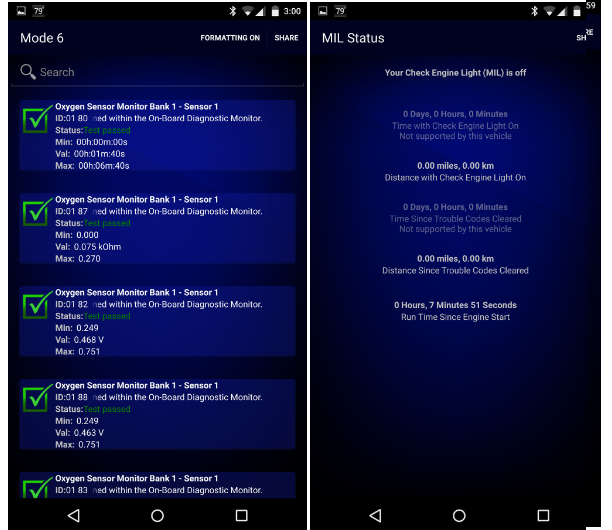 79°
3:00
Mode 6
FORMATTING ON
SHARE
Search
Oxygen Sensor Monitor Bank 1 - Sensor 1
ID:01 80 ned within the On-Board Diagnostic Monitor.
Status:Test passed
Min: 00h:00m:00s
Val: 00h:01m:40s
Max: 00h:06m:40s
Oxygen Sensor Monitor Bank 1 - Sensor 1
ID:01 87 ned within the On-Board Diagnostic Monitor.
Status:Test passed
Min: 0.000
Val: 0.075 kOhm
Max: 0.270
Oxygen Sensor Monitor Bank 1 - Sensor 1
ID:01 82 ned within the On-Board Diagnostic Monitor.
Status:Test passed
Min: 0.249
Val: 0.468 V
Max: 0.751
Oxygen Sensor Monitor Bank 1 - Sensor 1
ID:01 88 ned within the On-Board Diagnostic Monitor.
Status:Test passed
Min: 0.249
Val: 0.463 V
Max: 0.751
Oxygen Sensor Monitor Bank 1 - Sensor 1
ID:01 83 ned within the On-Board Diagnostic Monitor.
79°
59
MIL Status
SH
RE
Your Check Engine Light (MIL) is off
0 Days, 0 Hours, 0 Minutes
Time with Check Engine Light On
Not supported by this vehicle
0.00 miles, 0.00 km
Distance with Check Engine Light On
0 Days, 0 Hours, 0 Minutes
Time Since Trouble Codes Cleared
Not supported by this vehicle
0.00 miles, 0.00 km
Distance Since Trouble Codes Cleared
0 Hours, 7 Minutes 51 Seconds
Run Time Since Engine Start